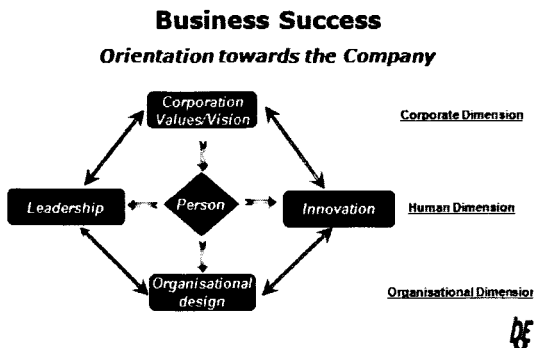 Business Success
Orientation towards the Company
Corporation
Values/Vision
Corporate Dimension
Leadership
Person
Innovation
Human Dimension
Organisational
design
Organisational Dimension